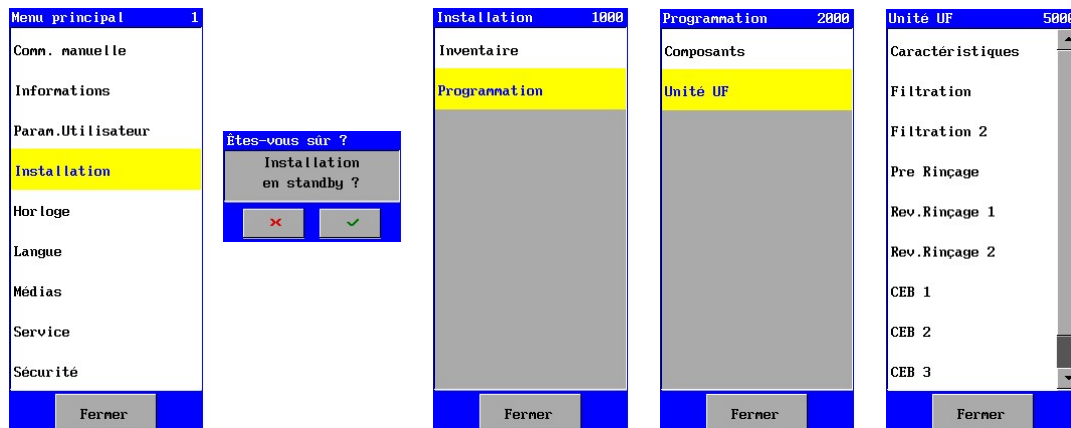 Menu principal 1
Comm. manuelle
Informations
Param.Utilisateur
Installation
Horloge
Langue
Médias
Service
Sécurité
Fermer
Êtes-vous sûr ?
Installation
en standby ?
Installation 1000
Inventaire
Programmation
Fermer
Programmation 2000
Composants
Unité UF
Fermer
Unité UF 5000
Caractéristiques
Filtration
Filtration 2
Pre Rinçage
Rev.Rinçage 1
Rev.Rinçage 2
CEB 1
CEB 2
CEB 3
Fermer